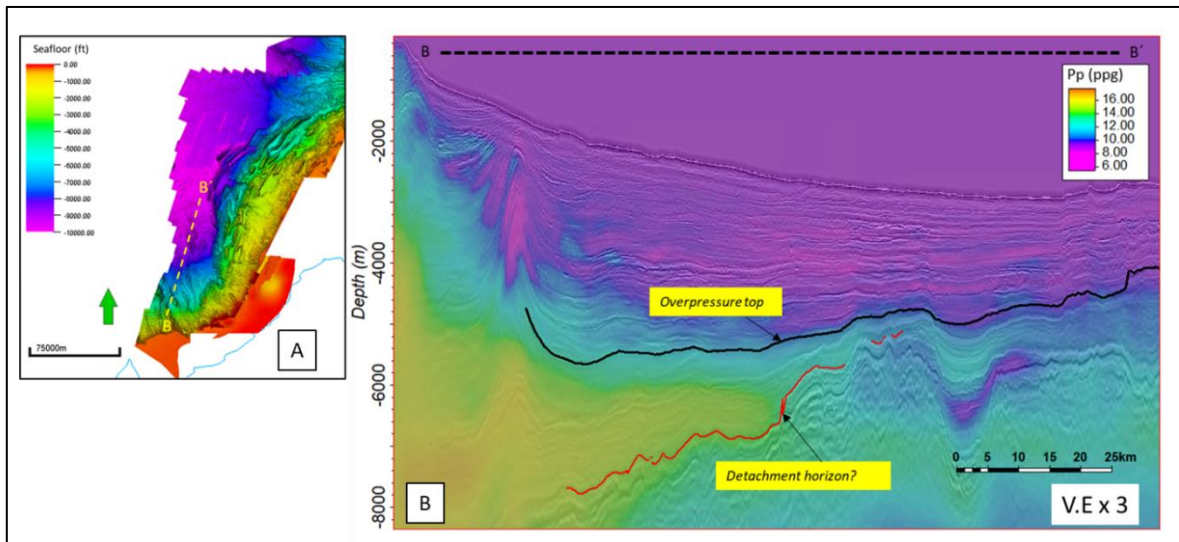 Seafloor (ft)
0.00
-1000.00
-2000.00
-3000.00
-4000.00
-5000.00
-6000.00
-7000.00
-8000.00
-9000.00
-10000.00
B´
B
75000m
A
B
B´
Pp (ppg)
16.00
14.00
12.00
10.00
8.00
6.00
Depth (m)
-2000
-4000
-6000
-8000
Overpressure top
Detachment horizon?
0 5 10 15 20 25km
B
V.E x 3